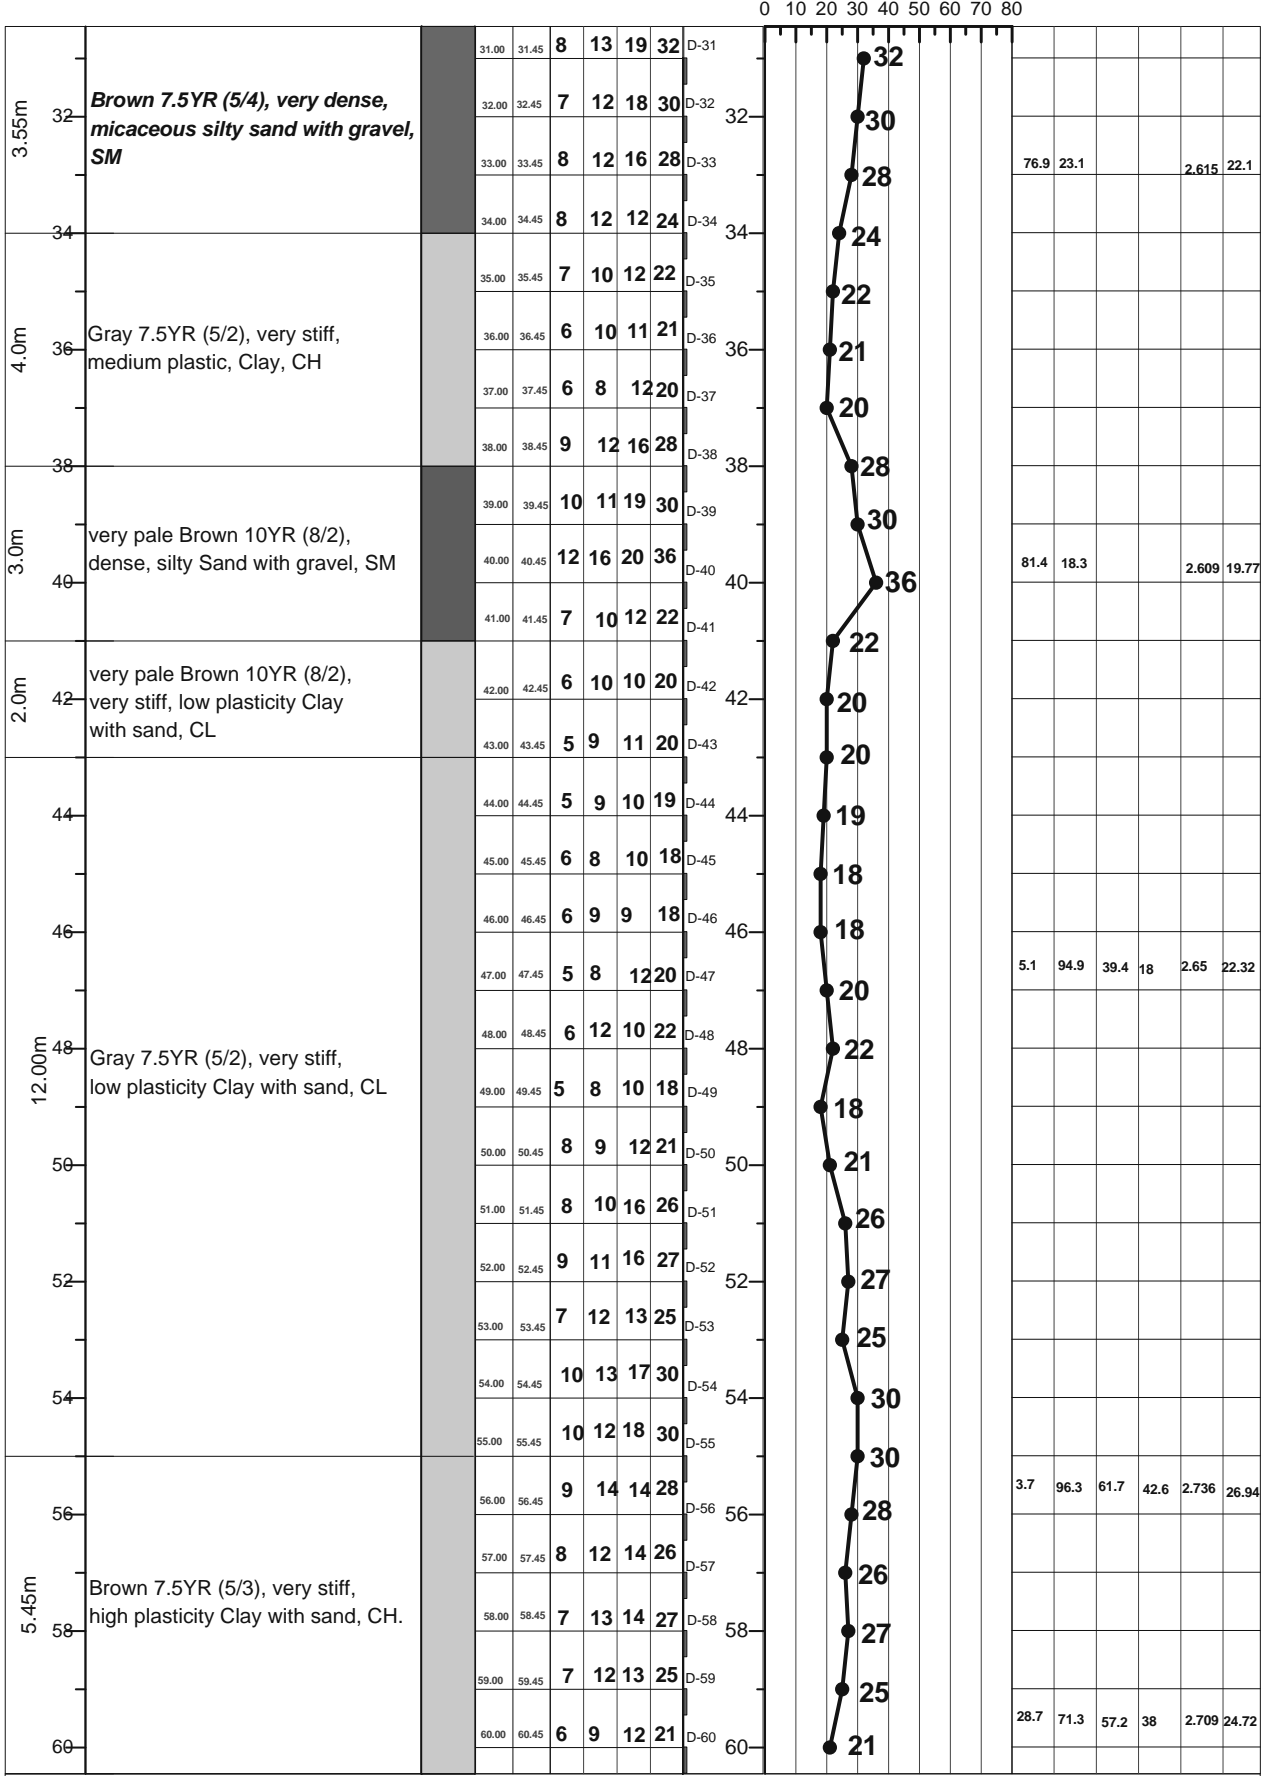 0 10 20 30 40 50 60 70 80
31.00 31.45 8 13 19 32 D-31
32
3.55m
Brown 7.5YR (5/4), very dense,
micaceous silty sand with gravel,
SM
32
32.00 32.45 7 12 18 30 D-32
32
30
33.00 33.45 8 12 16 28 D-33
28
76.9 23.1 2.615 22.1
34.00 34.45 8 12 12 24 D-34
34
34
24
35.00 35.45 7 10 12 22 D-35
22
4.0m
Gray 7.5YR (5/2), very stiff,
medium plastic, Clay, CH
36
36.00 36.45 6 10 11 21 D-36
36
21
37.00 37.45 6 8 12 20 D-37
20
38.00 38.45 9 12 16 28 D-38
38
38
28
39.00 39.45 10 11 19 30 D-39
30
3.0m
very pale Brown 10YR (8/2),
dense, silty Sand with gravel, SM
40
40.00 40.45 12 16 20 36 D-40
40
36
81.4 18.3 2.609 19.77
41.00 41.45 7 10 12 22 D-41
22
2.0m
very pale Brown 10YR (8/2),
very stiff, low plasticity Clay
with sand, CL
42
42.00 42.45 6 10 10 20 D-42
42
20
43.00 43.45 5 9 11 20 D-43
20
44
44.00 44.45 5 9 10 19 D-44
44
19
45.00 45.45 6 8 10 18 D-45
18
46
46.00 46.45 6 9 9 18 D-46
46
18
47.00 47.45 5 8 12 20 D-47
20
5.1 94.9 39.4 18 2.65 22.32
12.00m
Gray 7.5YR (5/2), very stiff,
low plasticity Clay with sand, CL
48
48.00 48.45 6 12 10 22 D-48
48
22
49.00 49.45 5 8 10 18 D-49
18
50
50.00 50.45 8 9 12 21 D-50
50
21
51.00 51.45 8 10 16 26 D-51
26
52
52.00 52.45 9 11 16 27 D-52
52
27
53.00 53.45 7 12 13 25 D-53
25
54
54.00 54.45 10 13 17 30 D-54
54
30
55.00 55.45 10 12 18 30 D-55
30
56
56.00 56.45 9 14 14 28 D-56
56
28
3.7 96.3 61.7 42.6 2.736 26.94
57.00 57.45 8 12 14 26 D-57
26
5.45m
Brown 7.5YR (5/3), very stiff,
high plasticity Clay with sand, CH.
58
58.00 58.45 7 13 14 27 D-58
58
27
59.00 59.45 7 12 13 25 D-59
25
60
60.00 60.45 6 9 12 21 D-60
60
21
28.7 71.3 57.2 38 2.709 24.72